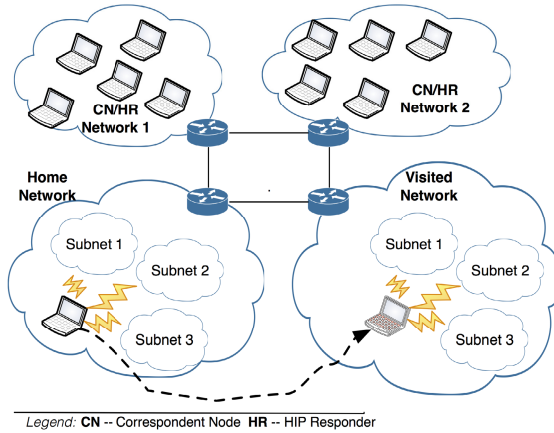 CN/HR
Network 1
CN/HR
Network 2
Home
Network
Visited
Network
Subnet 1
Subnet 2
Subnet 3
Subnet 1
Subnet 2
Subnet 3
Legend: CN -- Correspondent Node HR -- HIP Responder